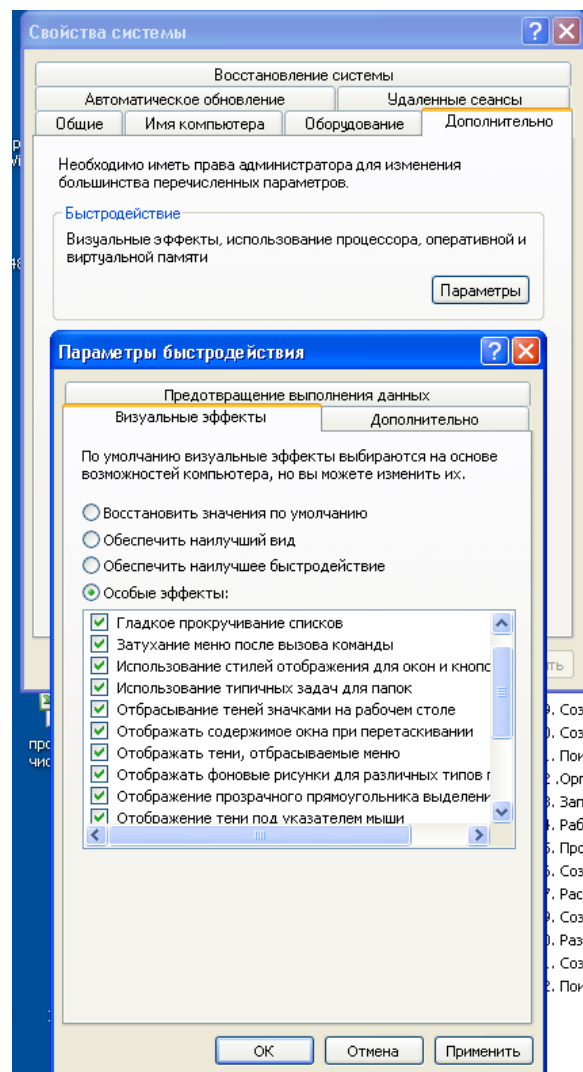 Свойства системы
Восстановление системы
Автоматическое обновление
Удаленные сеансы
Общие
Имя компьютера
Оборудование
Дополнительно
Необходимо иметь права администратора для изменения
большинства перечисленных параметров.
Быстродействие
Визуальные эффекты, использование процессора, оперативной и
виртуальной памяти
Параметры
Параметры быстродействия
Предотвращение выполнения данных
Визуальные эффекты
Дополнительно
По умолчанию визуальные эффекты выбираются на основе
возможностей компьютера, но вы можете изменить их.
Восстановить значения по умолчанию
Обеспечить наилучший вид
Обеспечить наилучшее быстродействие
Особые эффекты:
Гладкое прокручивание списков
Затухание меню после вызова команды
Использование стилей отображения для окон и кнопс
Использование типичных задач для папок
Отбрасывание теней значками на рабочем столе
Отображать содержимое окна при перетаскивании
Отображать тени, отбрасываемые меню
Отображать фоновые рисунки для различных типов
Отображение прозрачного прямоугольника выделени
Отображение тени под указателем мыши
ОК
Отмена
Применить